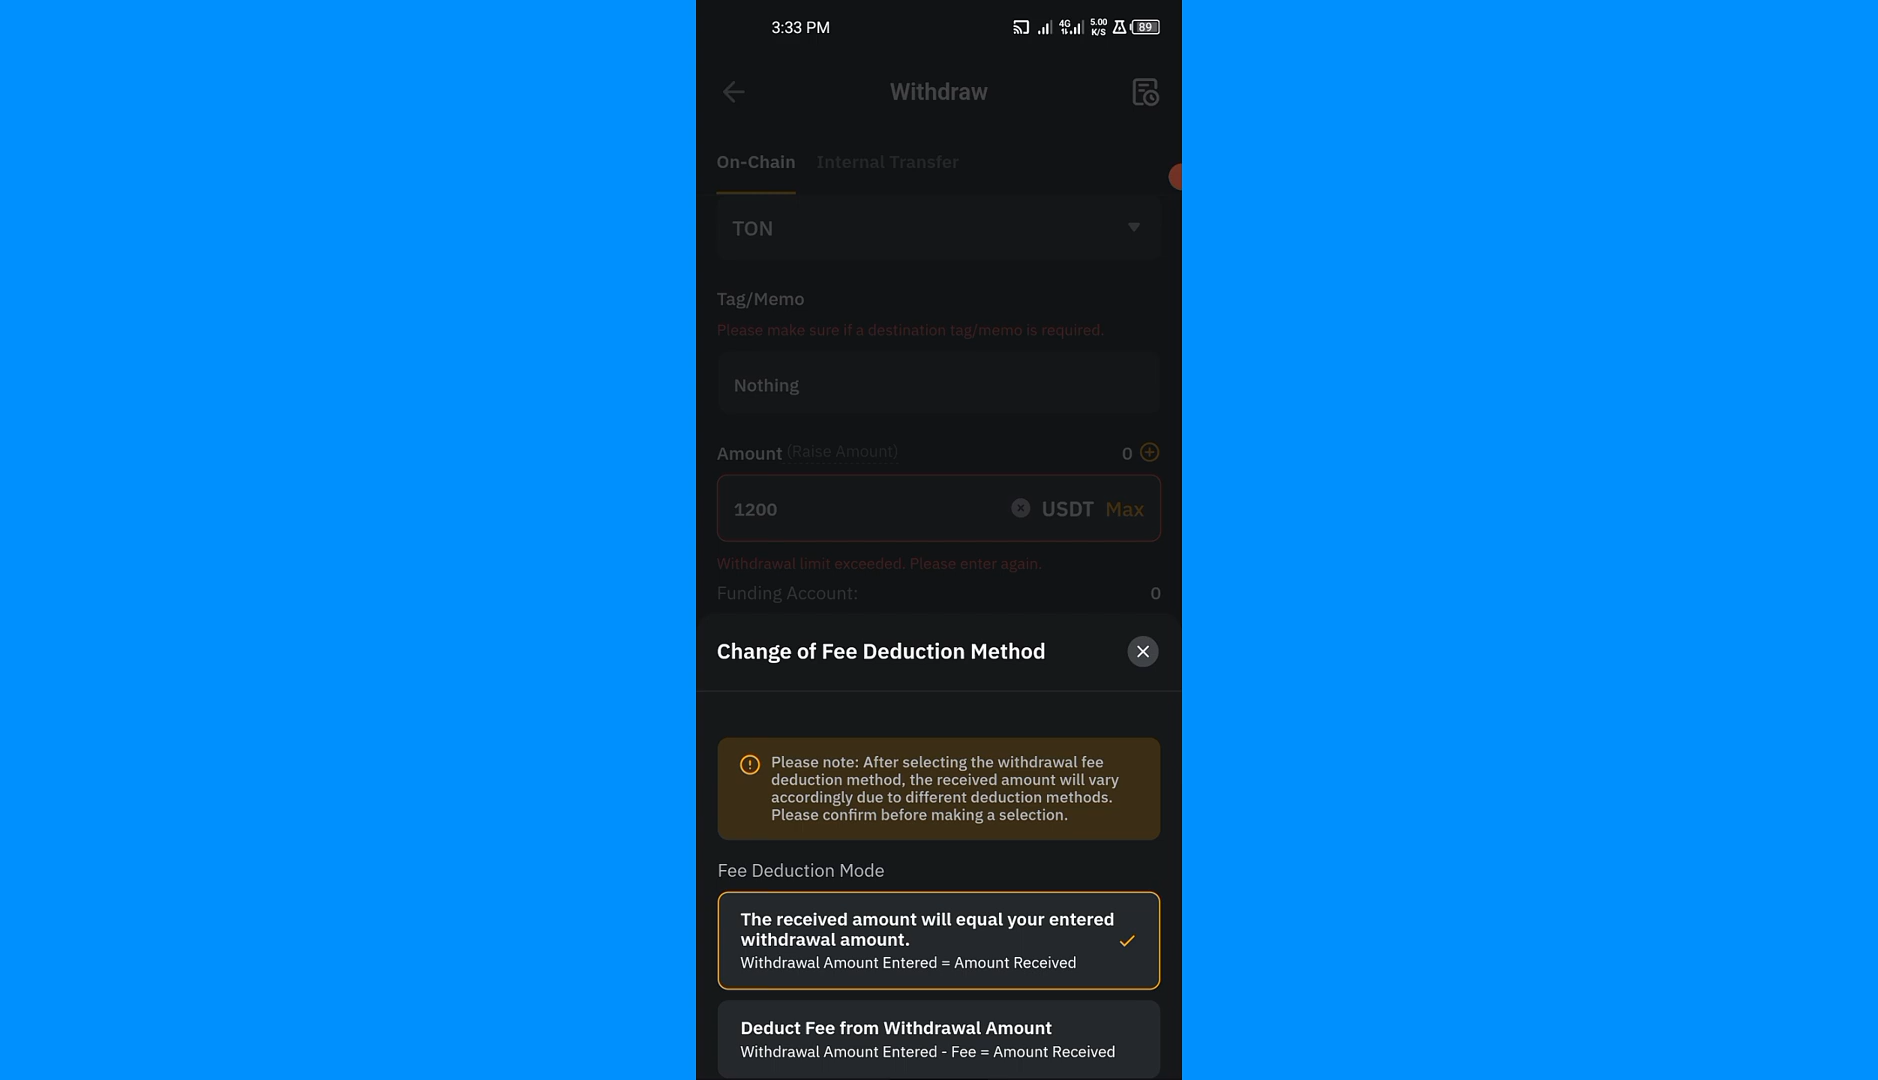 3:33 PM
4G
5.00
K/S
89
Withdraw
On-Chain Internal Transfer
TON
Tag/Memo
Please make sure if a destination tag/memo is required.
Nothing
Amount (Raise Amount) 0
1200 USDT Max
Withdrawal limit exceeded. Please enter again.
Funding Account: 0
Change of Fee Deduction Method
Please note: After selecting the withdrawal fee
deduction method, the received amount will vary
accordingly due to different deduction methods.
Please confirm before making a selection.
Fee Deduction Mode
The received amount will equal your entered
withdrawal amount.
Withdrawal Amount Entered = Amount Received
Deduct Fee from Withdrawal Amount
Withdrawal Amount Entered - Fee = Amount Received